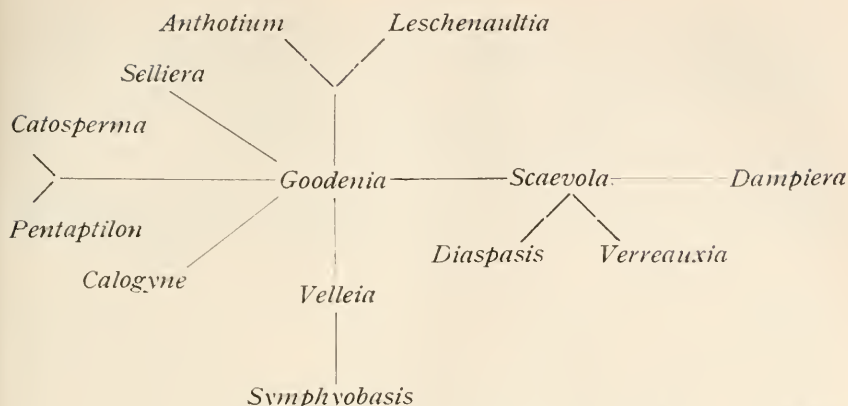 Anthotium Leschenaultia
Selliera
Catosperma
Goodenia Scaevola Dampiera
Pentaptilon
Diaspasis Verreauxia
Calogyne
Velleia
Symphyobasis